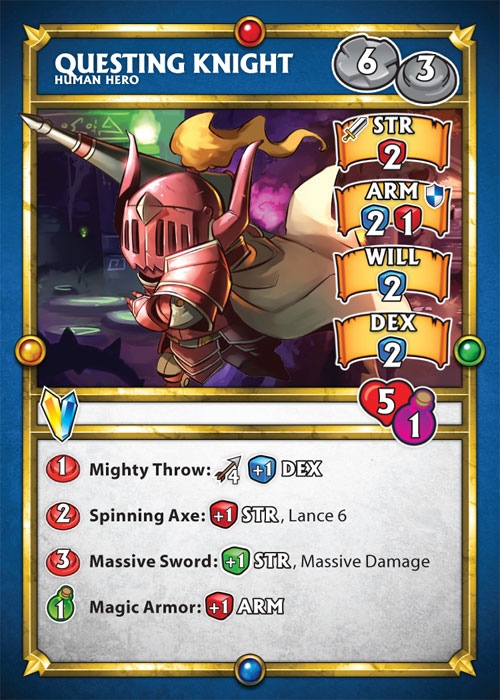 QUESTING KNIGHT
HUMAN HERO
6 3
STR
2
ARM
2 1
WILL
2
DEX
2
5
1
1 Mighty Throw: 4 +1 DEX
2 Spinning Axe: +1 STR, Lance 6
3 Massive Sword: +1 STR, Massive Damage
1 Magic Armor: +1 ARM